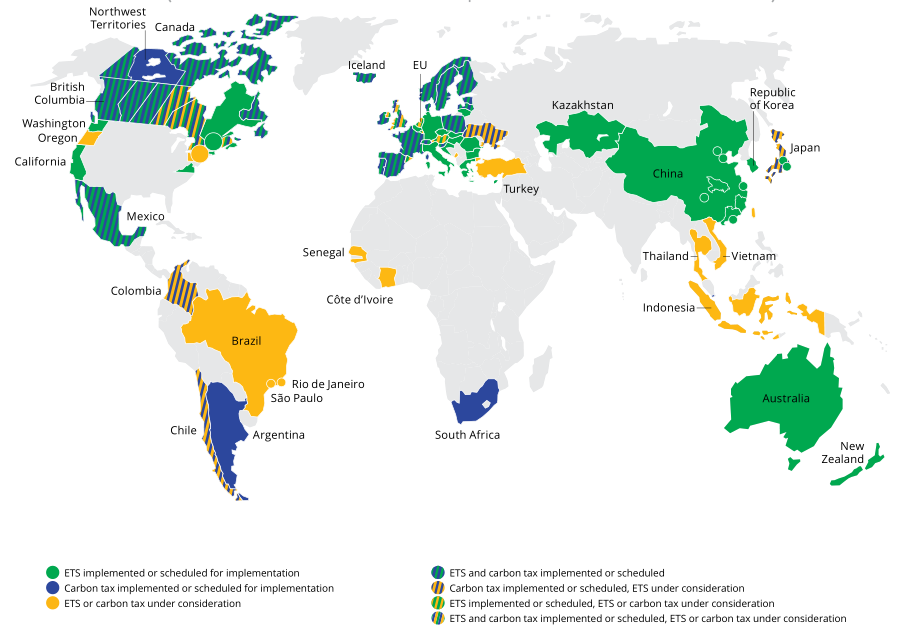 Northwest
Territories
Canada
Iceland
EU
British
Columbia
Kazakhstan
Republic
of Korea
Washington
Oregon
California
Japan
China
Turkey
Mexico
Senegal
Thailand
Vietnam
Colombia
Côte d’Ivoire
Indonesia
Brazil
Rio de Janeiro
São Paulo
Australia
Chile
Argentina
South Africa
New
Zealand
ETS implemented or scheduled for implementation
Carbon tax implemented or scheduled for implementation
ETS or carbon tax under consideration
ETS and carbon tax implemented or scheduled
Carbon tax implemented or scheduled, ETS under consideration
ETS implemented or scheduled, ETS or carbon tax under consideration
ETS and carbon tax implemented or scheduled, ETS or carbon tax under consideration